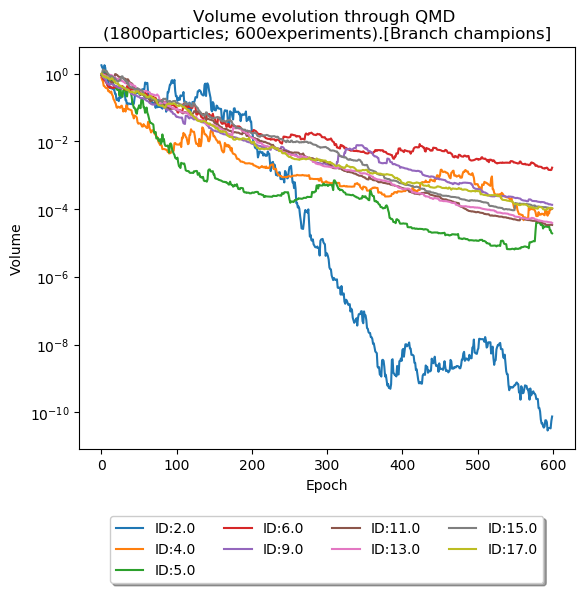 Volume evolution through QMD
(1800particles; 600experiments).[Branch champions]
Volume
10⁰
10⁻²
10⁻⁴
10⁻⁶
10⁻⁸
10⁻¹⁰
0 100 200 300 400 500 600
Epoch
ID:2.0 ID:6.0 ID:11.0 ID:15.0
ID:4.0 ID:9.0 ID:13.0 ID:17.0
ID:5.0